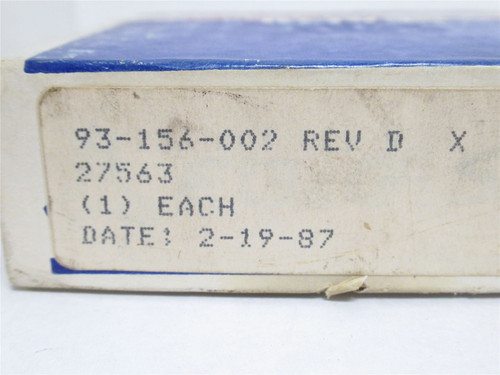 93-156-002 REV D X
27563
(1) EACH
DATE: 2-19-87